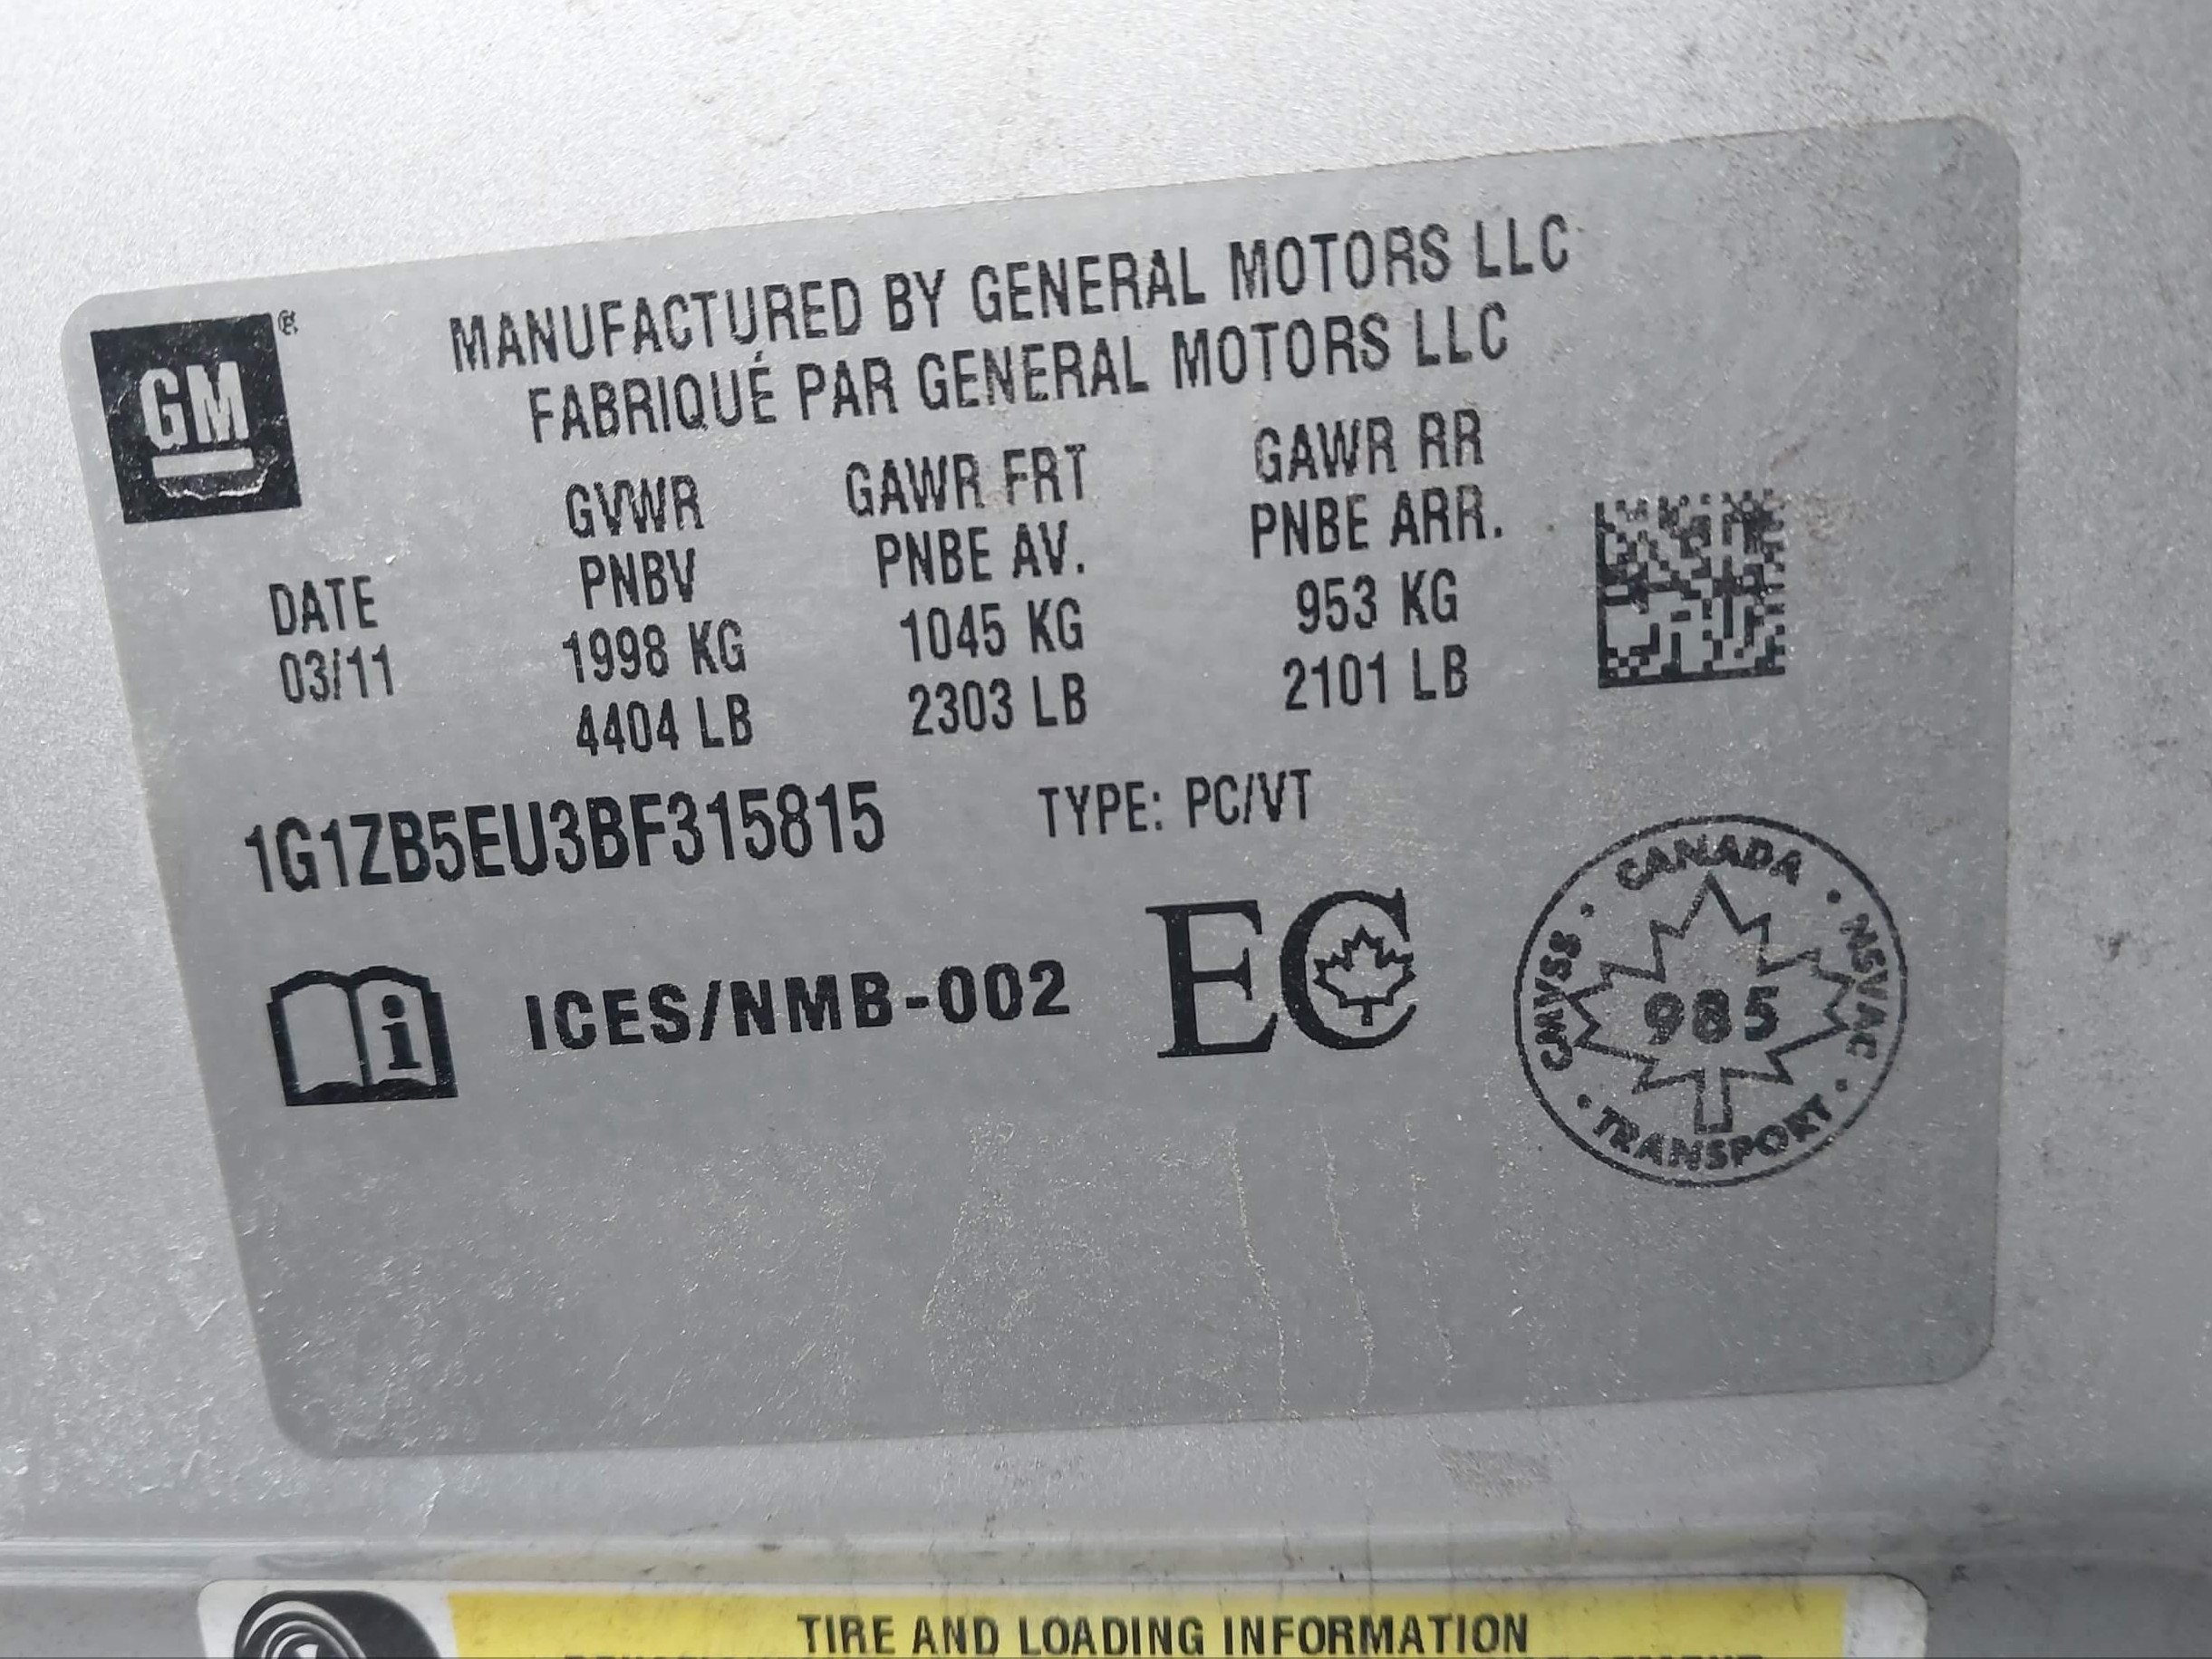 GM®
MANUFACTURED BY GENERAL MOTORS LLC
FABRIQUÉ PAR GENERAL MOTORS LLC
GVWR GAWR FRT GAWR RR
PNBV PNBE AV. PNBE ARR.
DATE 1998 KG 1045 KG 953 KG
03/11 4404 LB 2303 LB 2101 LB
1G1ZB5EU3BF315815 TYPE: PC/VT
i ICES/NMB-002 EC
CANADA · NSVAC · TRANSPORT · CMVSS ·
985
TIRE AND LOADING INFORMATION